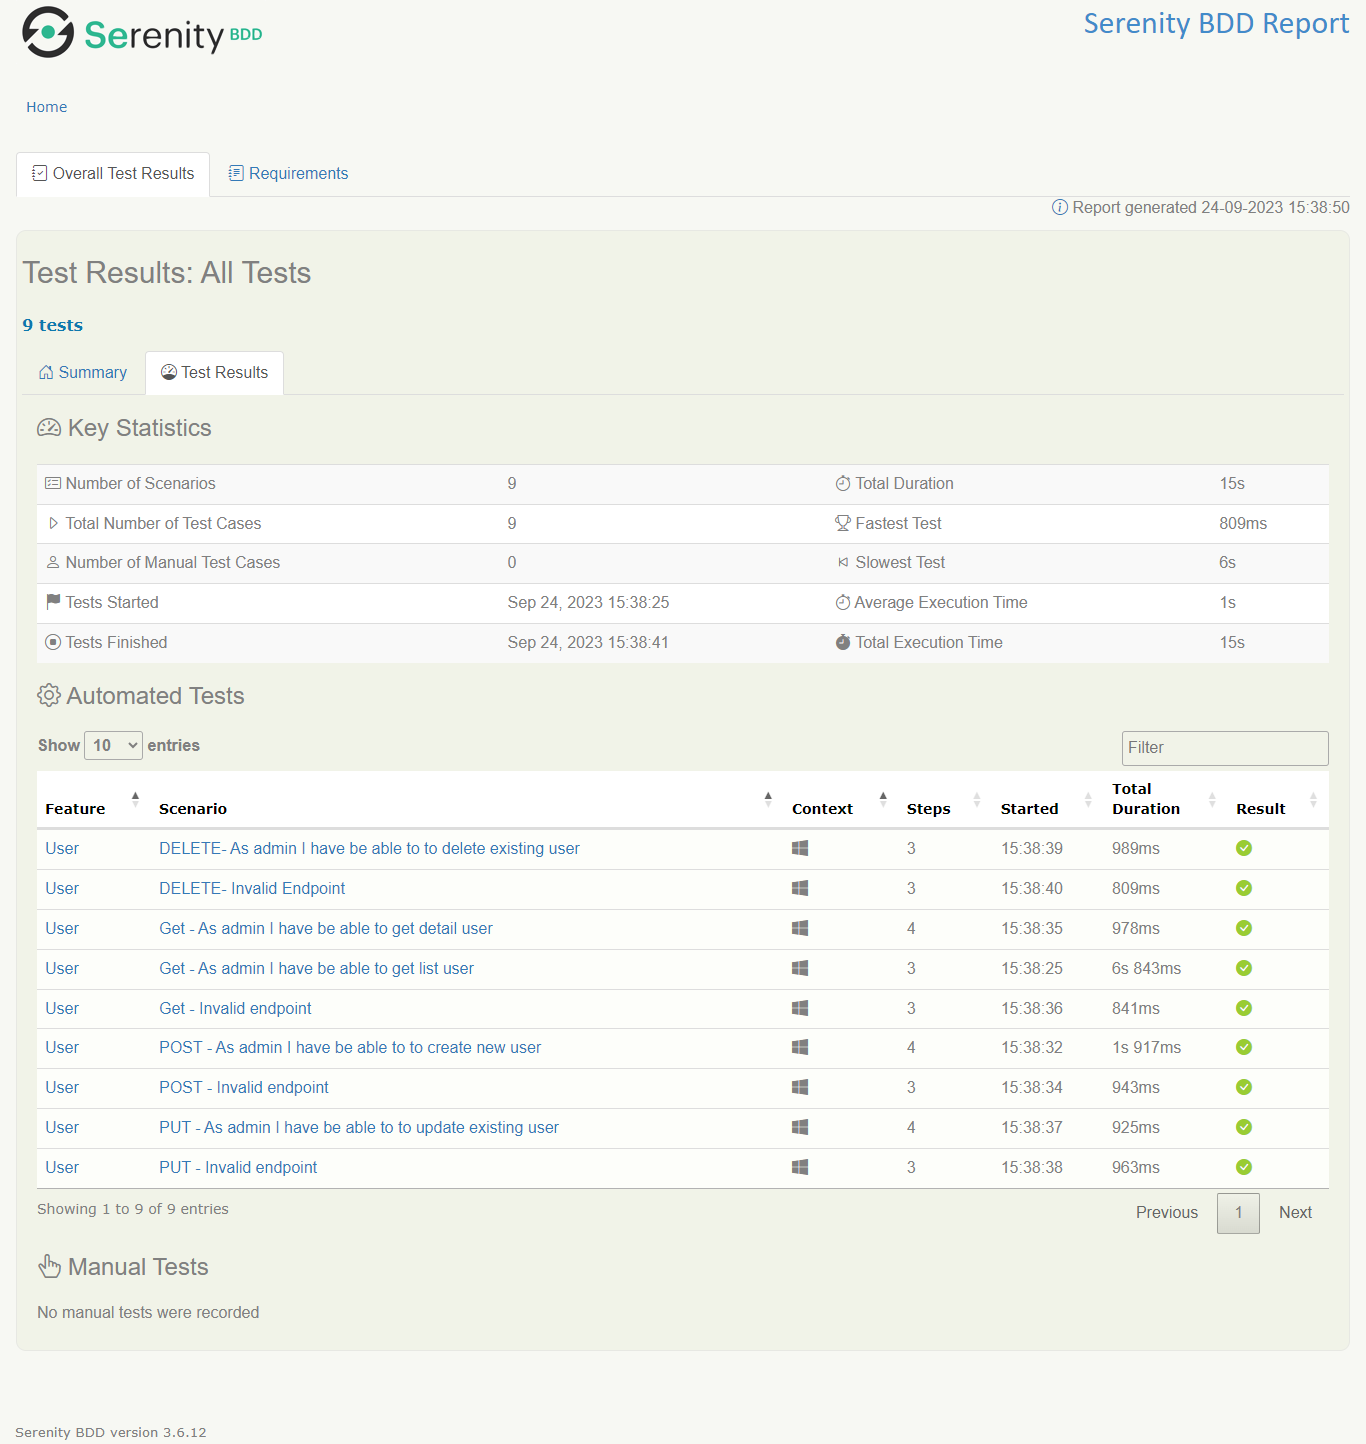 Serenity BDD
Serenity BDD Report
Home
Overall Test Results
Requirements
Report generated 24-09-2023 15:38:50
Test Results: All Tests
9 tests
Summary
Test Results
Key Statistics
Number of Scenarios 9 Total Duration 15s
Total Number of Test Cases 9 Fastest Test 809ms
Number of Manual Test Cases 0 Slowest Test 6s
Tests Started Sep 24, 2023 15:38:25 Average Execution Time 1s
Tests Finished Sep 24, 2023 15:38:41 Total Execution Time 15s
Automated Tests
Show 10 entries
Filter
Feature Scenario Context Steps Started Total Duration Result
User DELETE- As admin I have be able to to delete existing user 3 15:38:39 989ms
User DELETE- Invalid Endpoint 3 15:38:40 809ms
User Get - As admin I have be able to get detail user 4 15:38:35 978ms
User Get - As admin I have be able to get list user 3 15:38:25 6s 843ms
User Get - Invalid endpoint 3 15:38:36 841ms
User POST - As admin I have be able to to create new user 4 15:38:32 1s 917ms
User POST - Invalid endpoint 3 15:38:34 943ms
User PUT - As admin I have be able to to update existing user 4 15:38:37 925ms
User PUT - Invalid endpoint 3 15:38:38 963ms
Showing 1 to 9 of 9 entries
Previous 1 Next
Manual Tests
No manual tests were recorded
Serenity BDD version 3.6.12